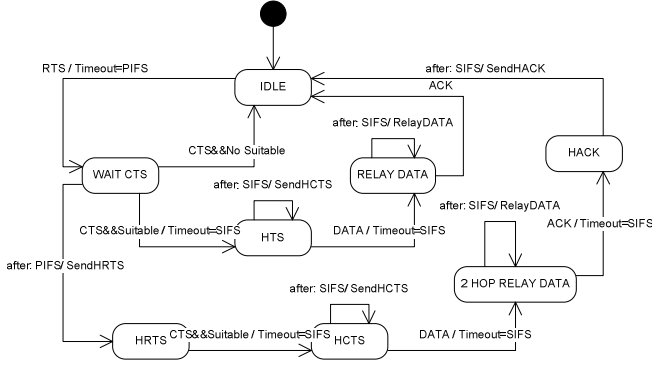 RTS / Timeout=PIFS
after: SIFS/ SendHACK
IDLE
ACK
after: SIFS/ RelayDATA
CTS&&No Suitable
HACK
WAIT CTS
RELAY DATA
after: SIFS/ SendHCTS
after: SIFS/RelayDATA
CTS&&Suitable / Timeout=SIFS
HTS
DATA / Timeout=SIFS
ACK / Timeout=SIFS
after: PIFS/ SendHRTS
2 HOP RELAY DATA
after: SIFS/ SendHCTS
HRTS
CTS&&Suitable / Timeout=SIFS
HCTS
DATA / Timeout=SIFS